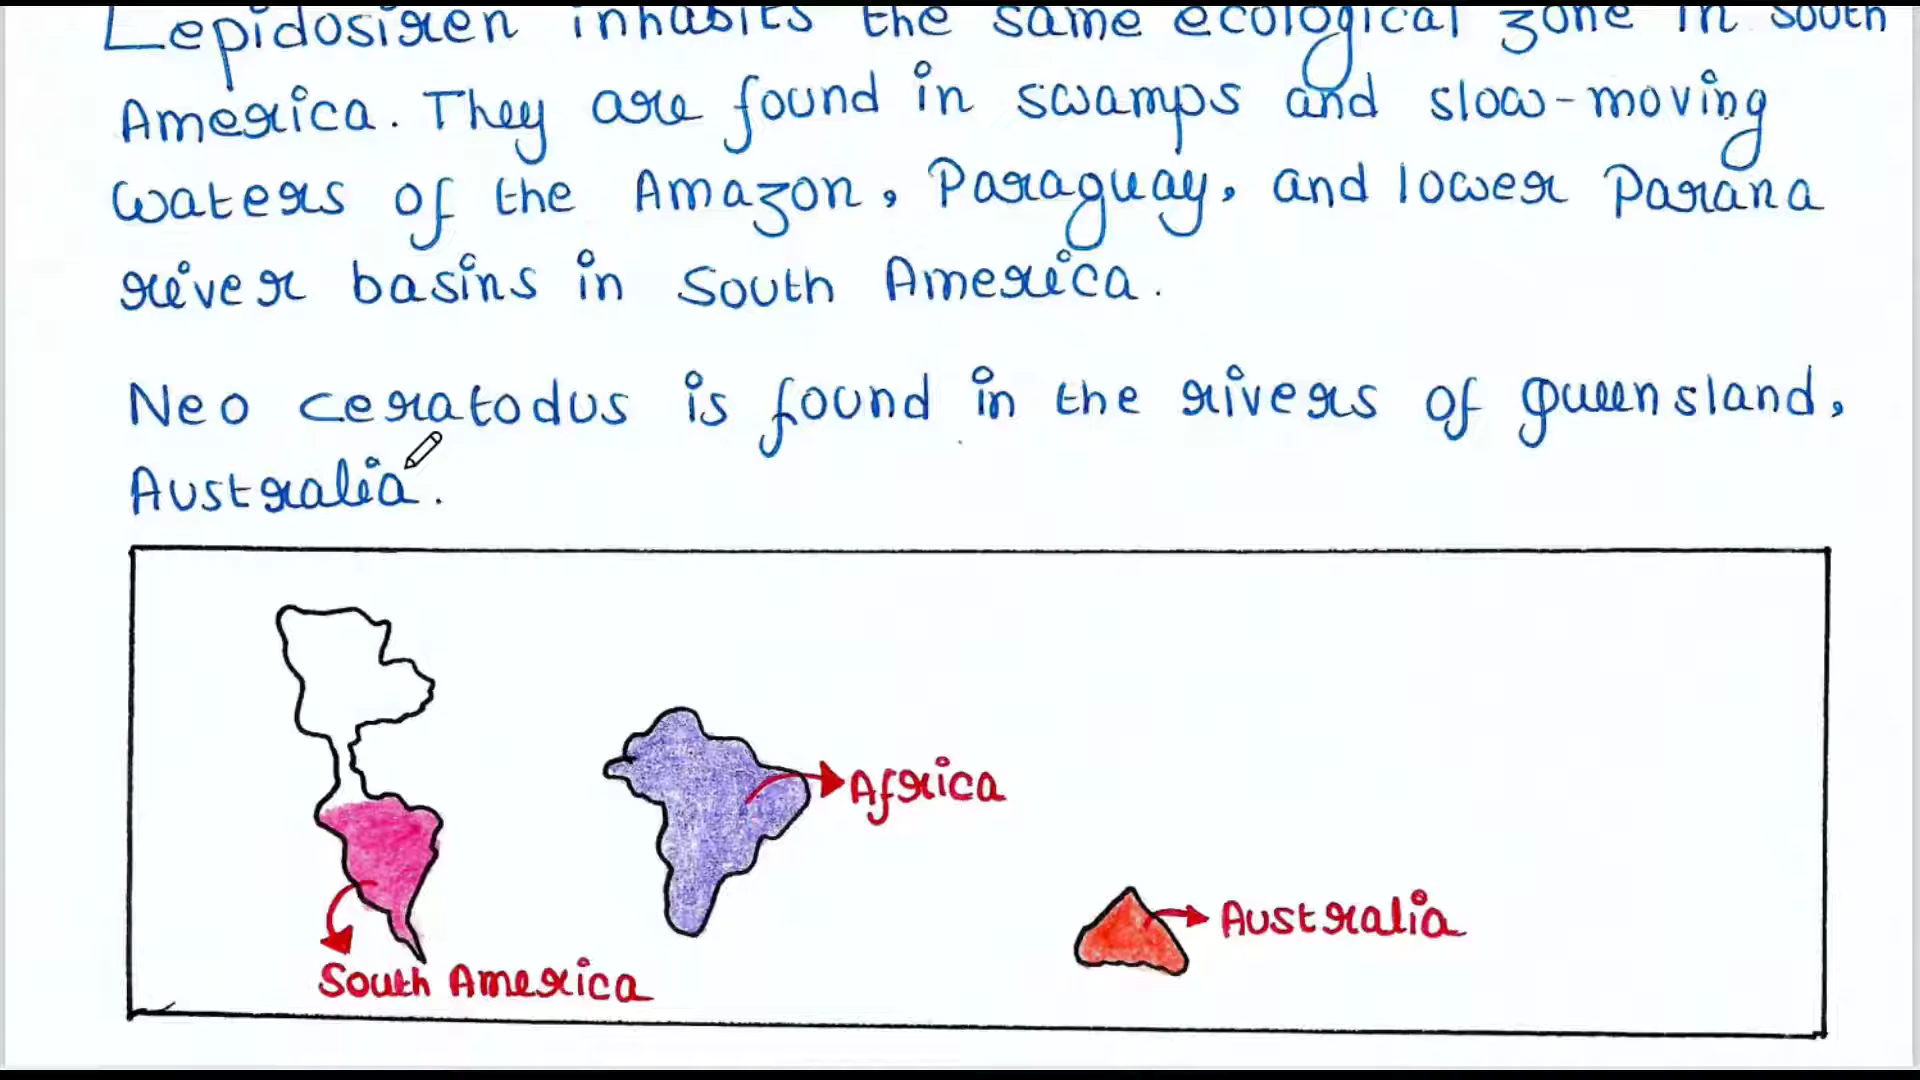 Lepidosiren inhabits the same ecological zone in south
America. They are found in swamps and slow-moving
waters of the Amazon, Paraguay, and lower Parana
river basins in South America.
Neo ceratodus is found in the rivers of queensland,
Australia.
Africa
Australia
South America